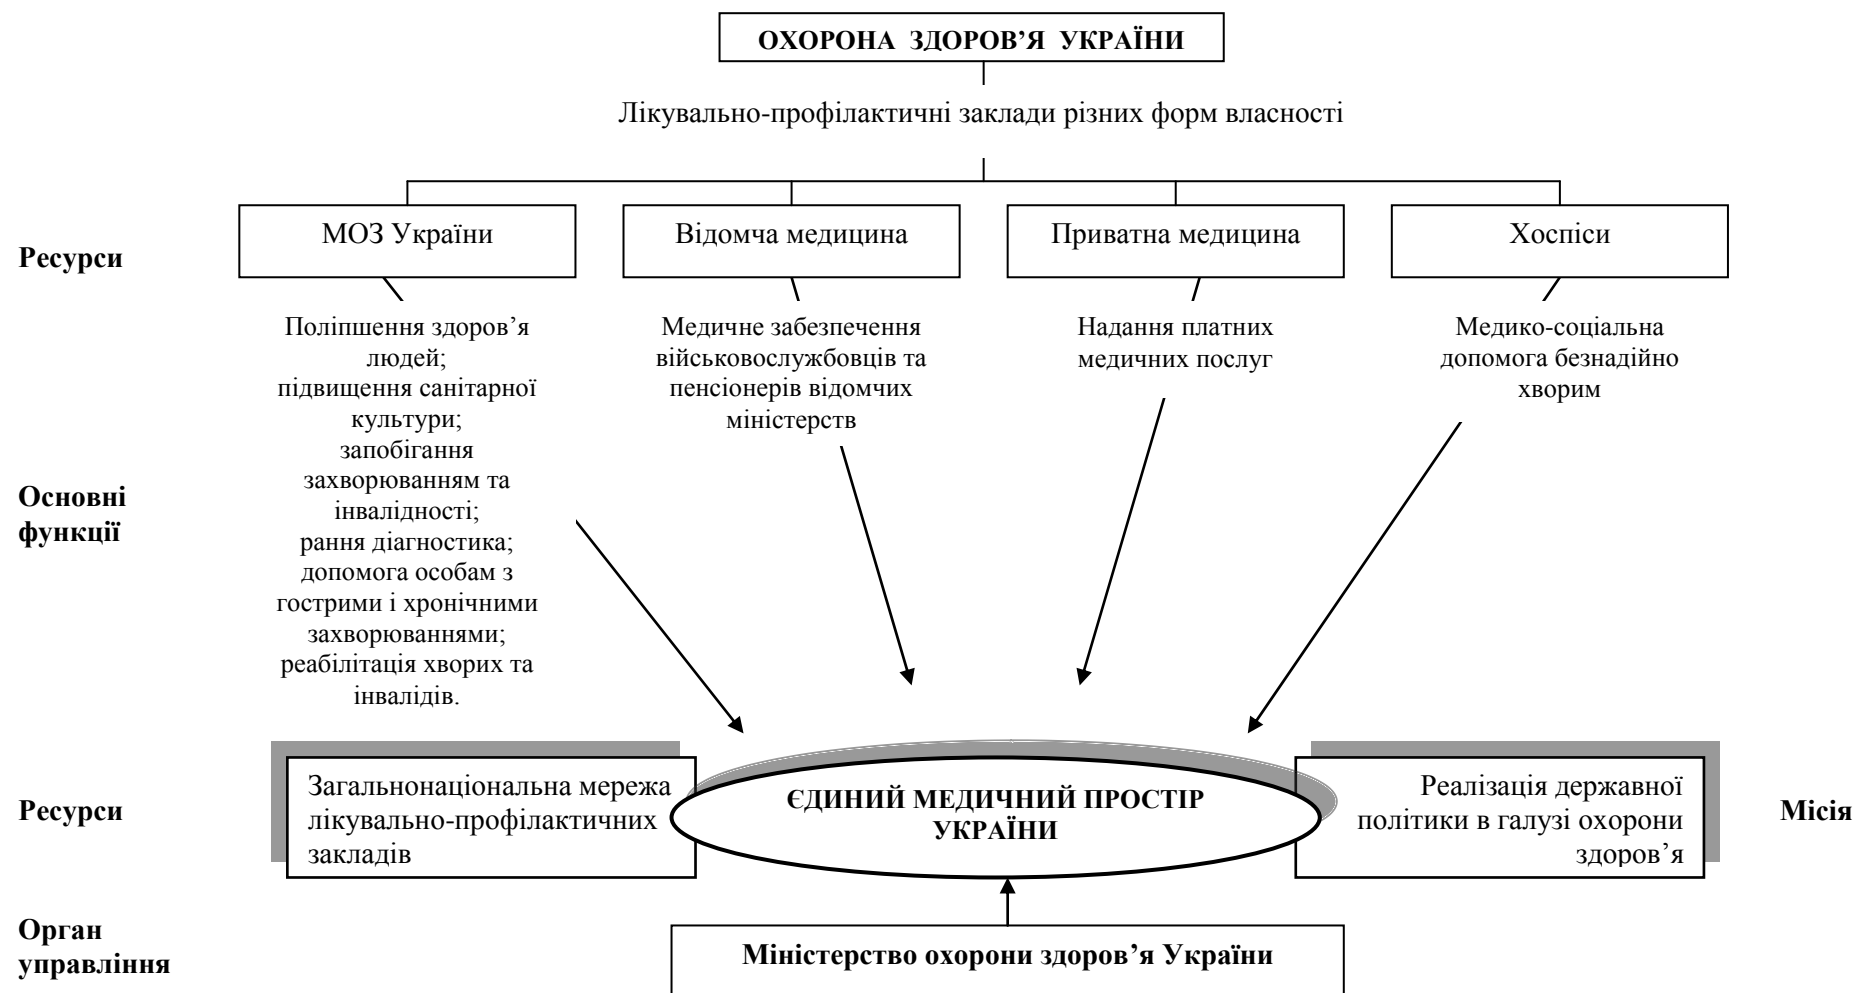 ОХОРОНА ЗДОРОВ’Я УКРАЇНИ
Лікувально-профілактичні заклади різних форм власності
Ресурси
МОЗ України
Відомча медицина
Приватна медицина
Хоспіси
Основні
функції
Поліпшення здоров’я
людей;
підвищення санітарної
культури;
запобігання
захворюванням та
інвалідності;
рання діагностика;
допомога особам з
гострими і хронічними
захворюваннями;
реабілітація хворих та
інвалідів.
Медичне забезпечення
військовослужбовців та
пенсіонерів відомчих
міністерств
Надання платних
медичних послуг
Медико-соціальна
допомога безнадійно
хворим
Ресурси
Загальнонаціональна мережа
лікувально-профілактичних
закладів
ЄДИНИЙ МЕДИЧНИЙ ПРОСТІР
УКРАЇНИ
Реалізація державної
політики в галузі охорони
здоров’я
Місія
Орган
управління
Міністерство охорони здоров’я України